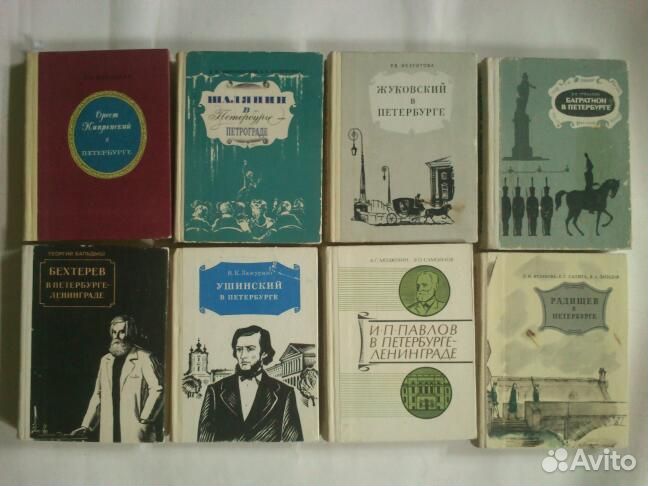 Орест
Кипренский
в
ПЕТЕРБУРГЕ
ШАЛЯПИН
в
Петербурге –
ПЕТРОГРАДЕ
ЖУКОВСКИЙ
В
ПЕТЕРБУРГЕ
БАГРАТИОН
В ПЕТЕРБУРГЕ
ГЕОРГИЙ БАЛЬДЫШ
БЕХТЕРЕВ
В ПЕТЕРБУРГЕ-
ЛЕНИНГРАДЕ
УШИНСКИЙ
В ПЕТЕРБУРГЕ
И·П·ПАВЛОВ
В ПЕТЕРБУРГЕ-
ЛЕНИНГРАДЕ
РАДИЩЕВ
В
ПЕТЕРБУРГЕ
Avito